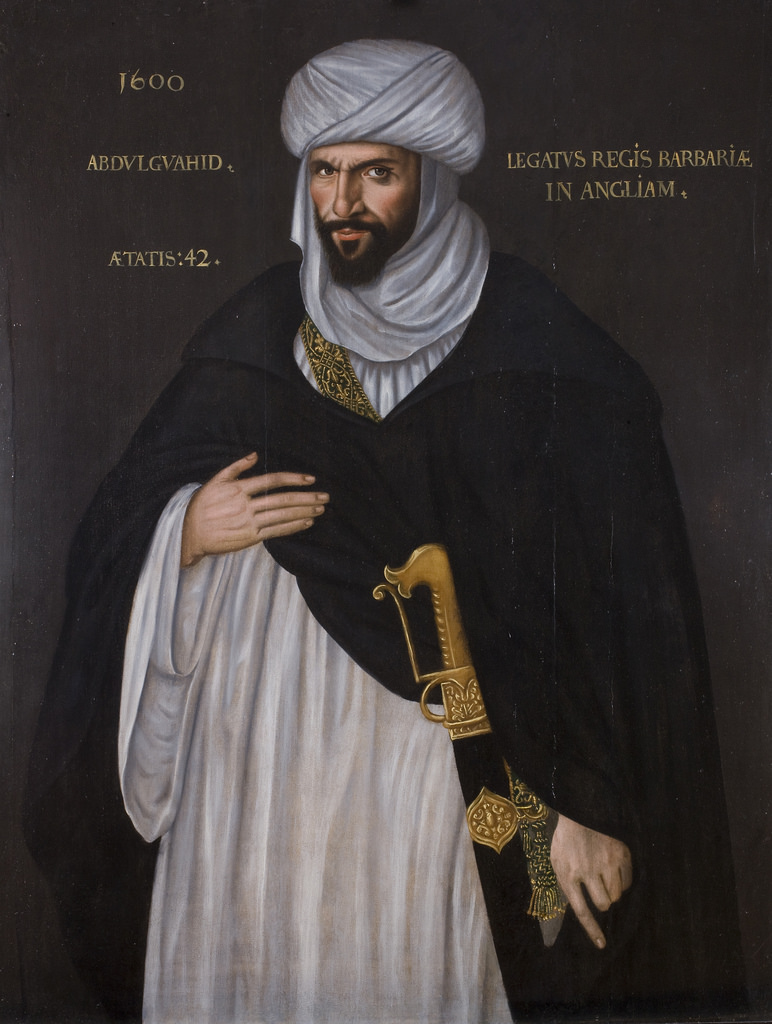 1600
ABDVLGVAHID.
LEGATVS REGIS BARBARIÆ
IN ANGLIAM.
ÆTATIS:42.